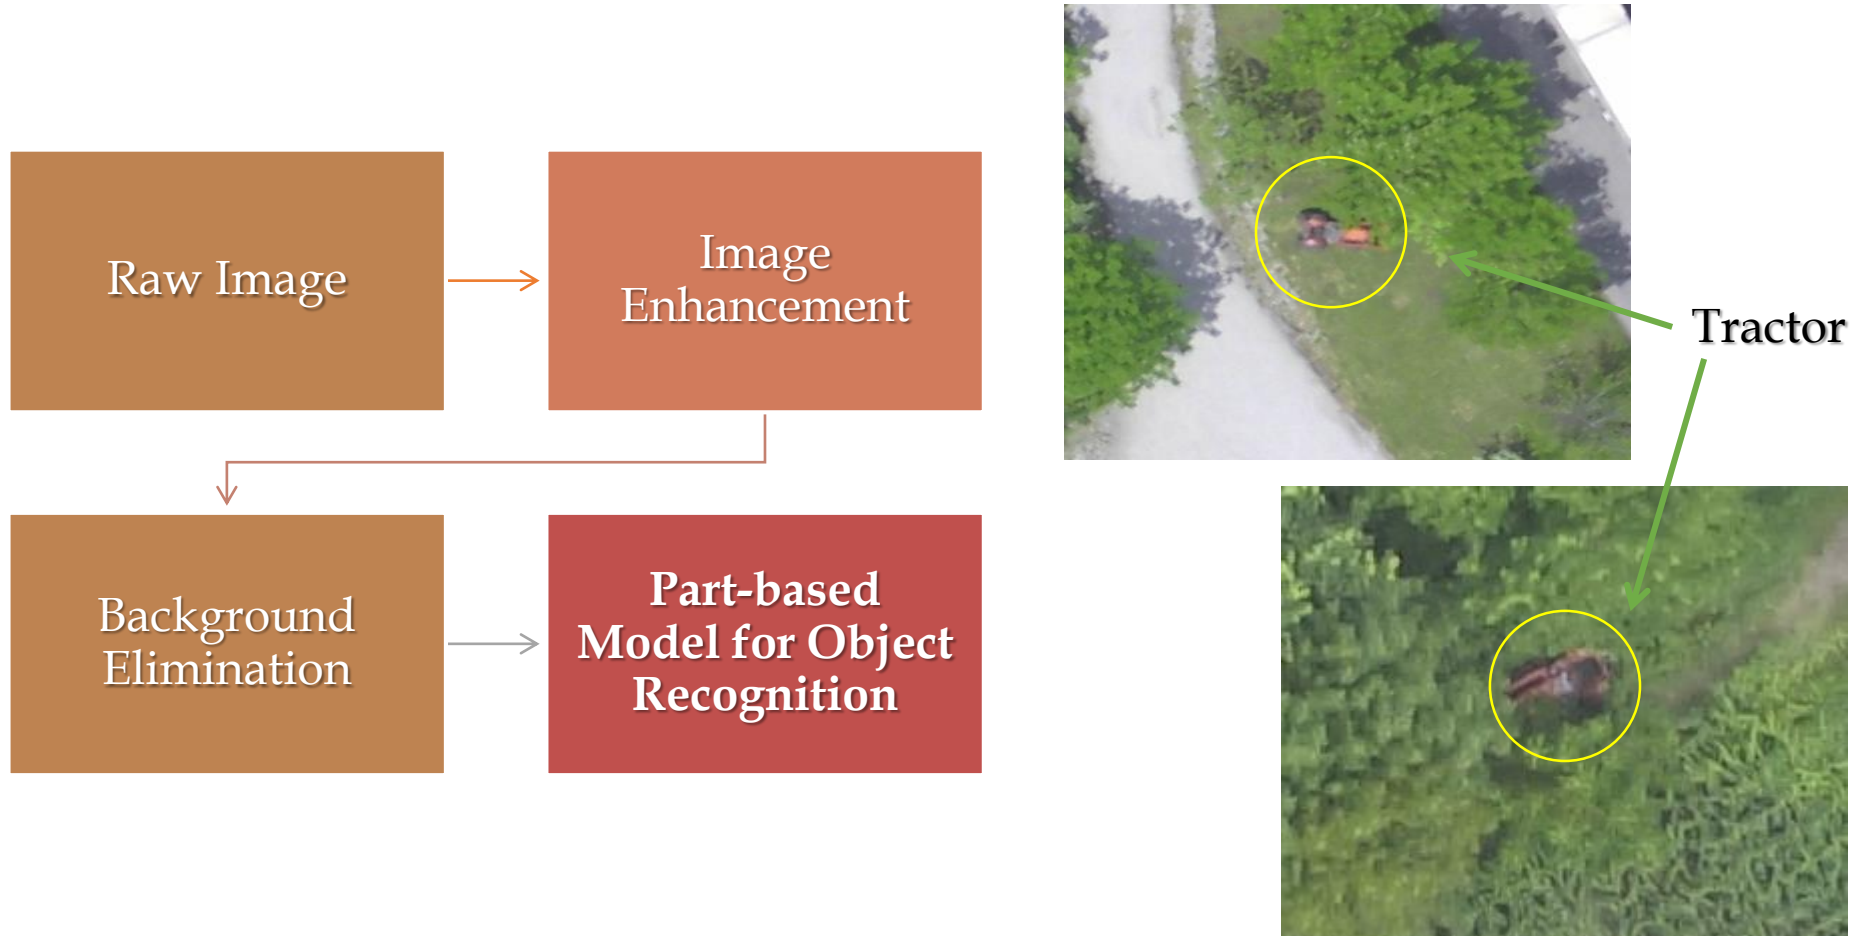 Raw Image
Image
Enhancement
Background
Elimination
Part-based
Model for Object
Recognition
Tractor